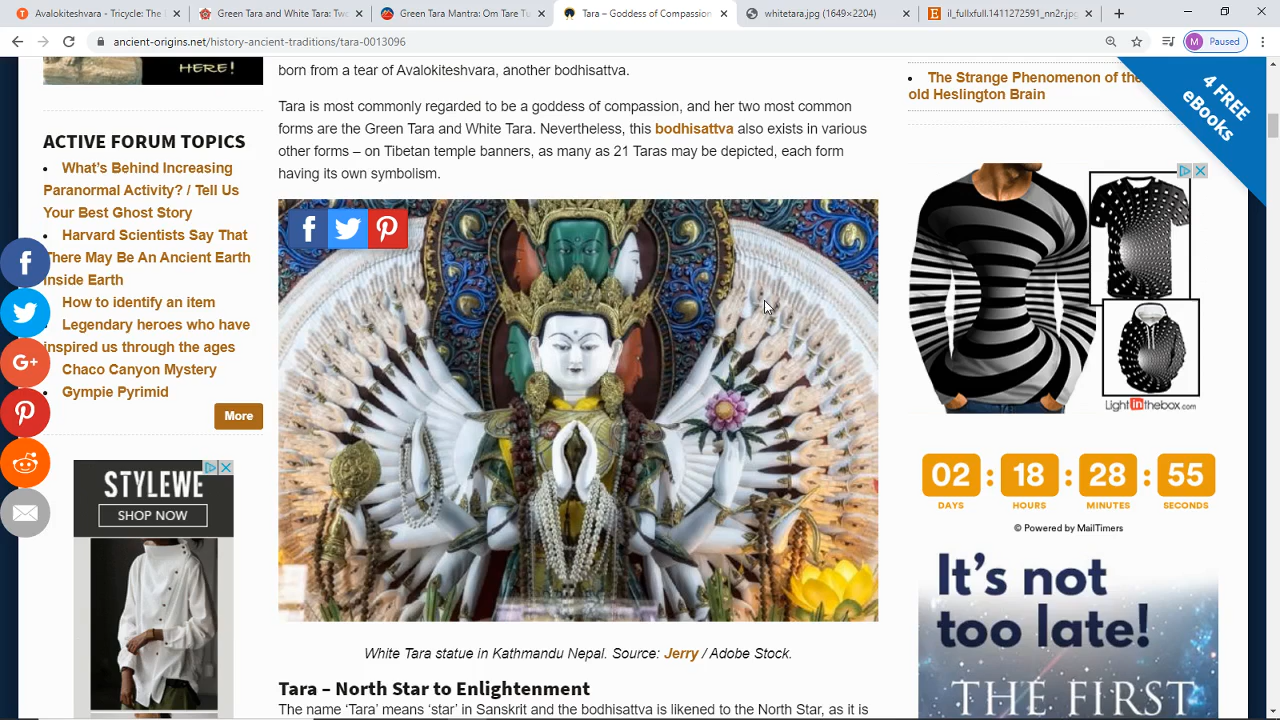 Avalokiteshvara: White Two
Green Tara Mantra: Om Tare Tu
Tara – Goddess of Compassion
whitetara.jpg (1649×2204)
il_fullxfull.1411272591_nn2r.jpg
ancient-origins.net/history-ancient-traditions/tara-0013096
M Paused
HERE!
ACTIVE FORUM TOPICS
What's Behind Increasing
Paranormal Activity? / Tell Us
Your Best Ghost Story
Harvard Scientists Say That
There May Be An Ancient Earth
Inside Earth
How to identify an item
Legendary heroes who have
inspired us through the ages
Chaco Canyon Mystery
Gympie Pyrimid
More
STYLEWE
SHOP NOW
born from a tear of Avalokiteshvara, another bodhisattva.
Tara is most commonly regarded to be a goddess of compassion, and her two most common
forms are the Green Tara and White Tara. Nevertheless, this bodhisattva also exists in various
other forms – on Tibetan temple banners, as many as 21 Taras may be depicted, each form
having its own symbolism.
White Tara statue in Kathmandu Nepal. Source: Jerry / Adobe Stock.
Tara – North Star to Enlightenment
The name 'Tara' means 'star' in Sanskrit and the bodhisattva is likened to the North Star, as it is
The Strange Phenomenon of the
old Heslington Brain
4 FREE
eBooks
LightInthebox.com
02 : 18 : 28 : 55
DAYS HOURS MINUTES SECONDS
© Powered by MailTimers
It's not
too late!
THE FIRST